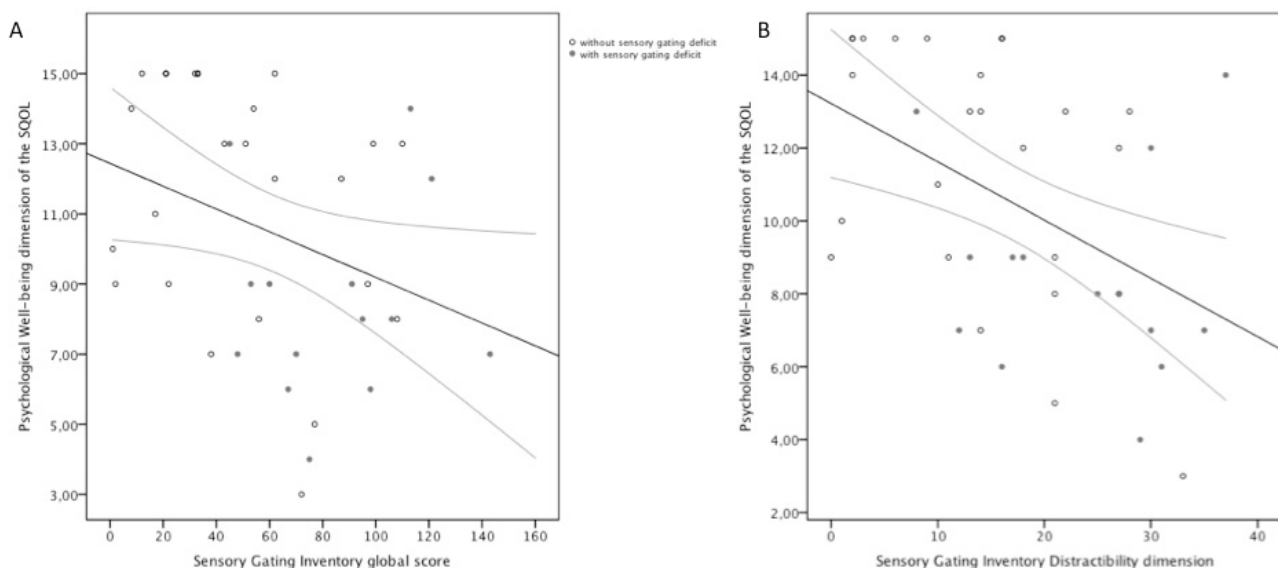 A
Psychological Well-being dimension of the SQOL
15,00
13,00
11,00
9,00
7,00
5,00
3,00
0 20 40 60 80 100 120 140 160
Sensory Gating Inventory global score
without sensory gating deficit
with sensory gating deficit
B
Psychological Well-being dimension of the SQOL
14,00
12,00
10,00
8,00
6,00
4,00
2,00
0 10 20 30 40
Sensory Gating Inventory Distractibility dimension